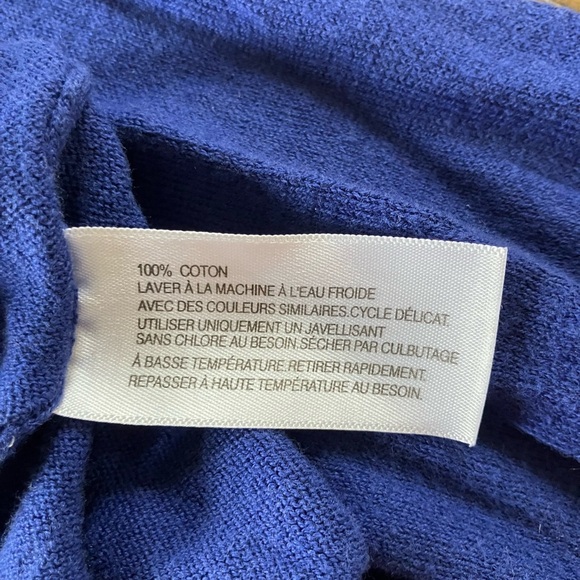 100% COTON
LAVER À LA MACHINE À L'EAU FROIDE
AVEC DES COULEURS SIMILAIRES.CYCLE DÉLICAT.
UTILISER UNIQUEMENT UN JAVELLISANT
SANS CHLORE AU BESOIN.SÉCHER PAR CULBUTAGE
À BASSE TEMPÉRATURE.RETIRER RAPIDEMENT.
REPASSER À HAUTE TEMPÉRATURE AU BESOIN.